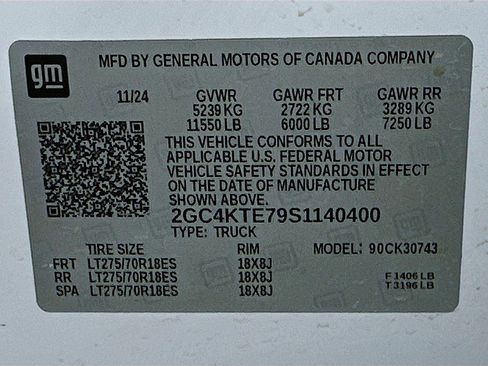 gm
MFD BY GENERAL MOTORS OF CANADA COMPANY
11/24 GVWR GAWR FRT GAWR RR
5239 KG 2722 KG 3289 KG
11550 LB 6000 LB 7250 LB
THIS VEHICLE CONFORMS TO ALL
APPLICABLE U.S. FEDERAL MOTOR
VEHICLE SAFETY STANDARDS IN EFFECT
ON THE DATE OF MANUFACTURE
SHOWN ABOVE.
2GC4KTE79S1140400
TYPE: TRUCK
TIRE SIZE RIM MODEL: 90CK30743
FRT LT275/70R18ES 18X8J
RR LT275/70R18ES 18X8J F 1406 LB
SPA LT275/70R18ES 18X8J T 3196 LB